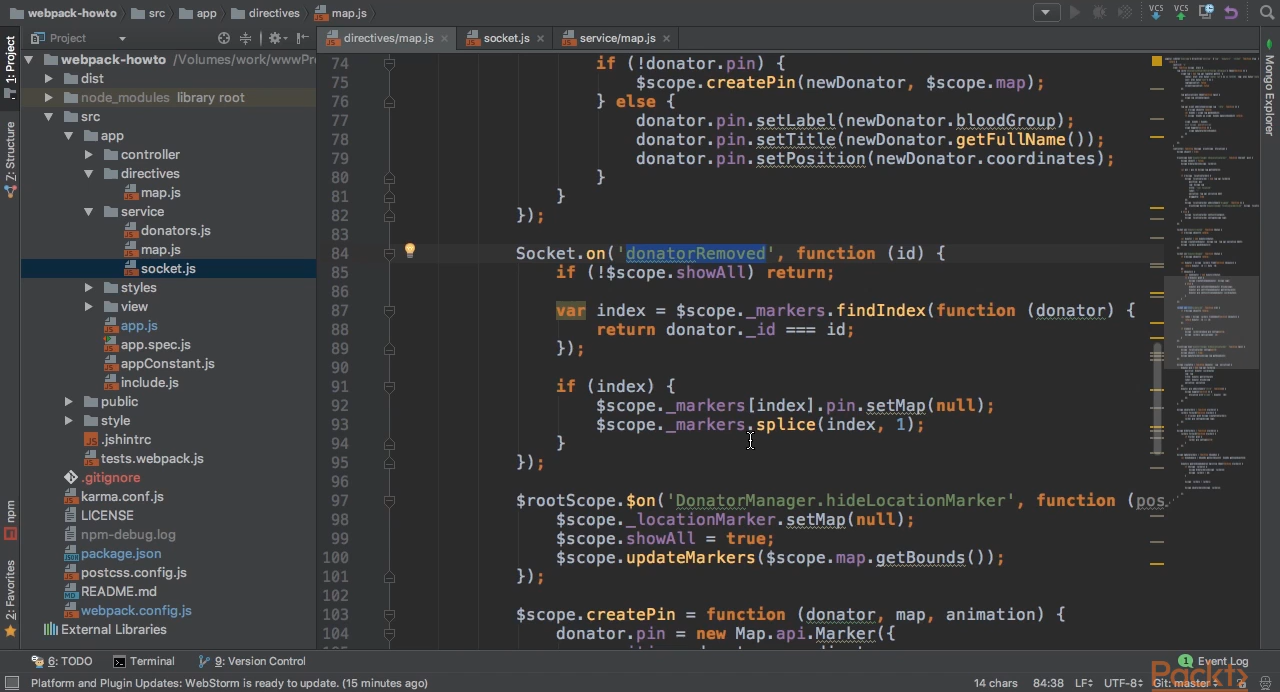 webpack-howto src app directives map.js VCS VCS
Project directives/map.js socket.js service/map.js
webpack-howto /Volumes/work/wwwPr
dist
node_modules library root
src
app
controller
directives
map.js
service
donators.js
map.js
socket.js
styles
view
app.js
app.spec.js
appConstant.js
include.js
public
style
.jshintrc
tests.webpack.js
.gitignore
karma.conf.js
LICENSE
npm-debug.log
package.json
postcss.config.js
README.md
webpack.config.js
External Libraries
1: Project
Z: Structure
npm
2: Favorites
74 if (!donator.pin) {
75 $scope.createPin(newDonator, $scope.map);
76 } else {
77 donator.pin.setLabel(newDonator.bloodGroup);
78 donator.pin.setTitle(newDonator.getFullName());
79 donator.pin.setPosition(newDonator.coordinates);
80 }
81 }
82 });
83
84 Socket.on('donatorRemoved', function (id) {
85 if (!$scope.showAll) return;
86
87 var index = $scope._markers.findIndex(function (donator) {
88 return donator._id === id;
89 });
90
91 if (index) {
92 $scope._markers[index].pin.setMap(null);
93 $scope._markers.splice(index, 1);
94 }
95 });
96
97 $rootScope.$on('DonatorManager.hideLocationMarker', function (pos
98 $scope._locationMarker.setMap(null);
99 $scope.showAll = true;
100 $scope.updateMarkers($scope.map.getBounds());
101 });
102
103 $scope.createPin = function (donator, map, animation) {
104 donator.pin = new Map.api.Marker({
Mongo Explorer
6: TODO Terminal 9: Version Control 1 Event Log
Platform and Plugin Updates: WebStorm is ready to update. (15 minutes ago) 14 chars 84:38 LF UTF-8 Git: master
Packt